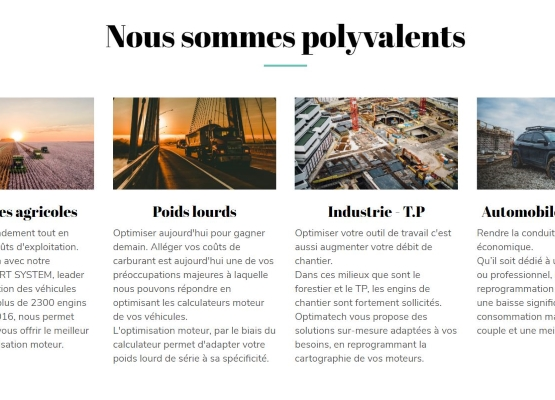 Nous sommes polyvalents
es agricoles
dement tout en
ûts d'exploitation.
avec notre
RT SYSTEM, leader
ion des véhicules
plus de 2300 engins
016, nous permet
vous offrir le meilleur
sation moteur.
Poids lourds
Optimiser aujourd'hui pour gagner
demain. Alléger vos coûts de
carburant est aujourd'hui une de vos
préoccupations majeures à laquelle
nous pouvons répondre en
optimisant les calculateurs moteur
de vos véhicules.
L'optimisation moteur, par le biais du
calculateur permet d'adapter votre
poids lourd de série à sa spécificité.
Industrie - T.P
Optimiser votre outil de travail c'est
aussi augmenter votre débit de
chantier.
Dans ces milieux que sont le
forestier et le TP, les engins de
chantier sont fortement sollicités.
Optimatech vous propose des
solutions sur-mesure adaptées à vos
besoins, en reprogrammant la
cartographie de vos moteurs.
Automobile
Rendre la conduit
économique.
Qu'il soit dédié à u
ou professionnel,
reprogrammation
une baisse signifi
consommation ma
couple et une mei